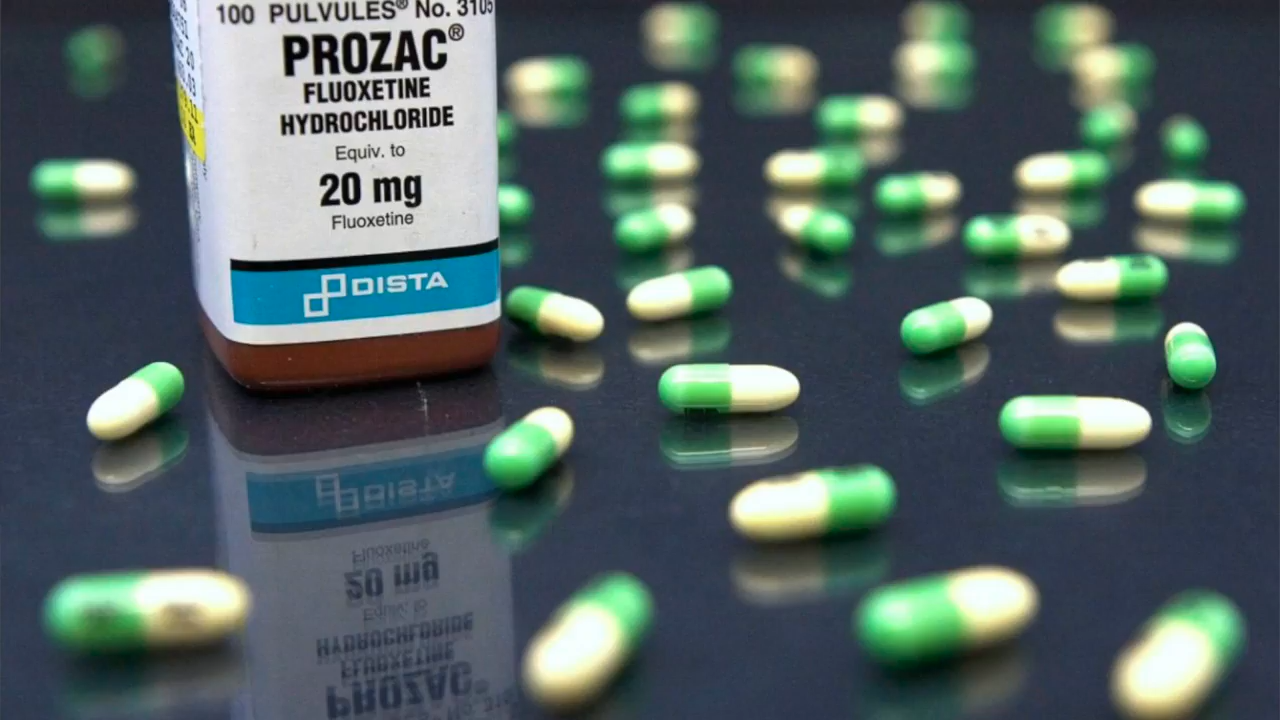 100 PULVULES® No. 3105
PROZAC®
FLUOXETINE
HYDROCHLORIDE
Equiv. to
20 mg
Fluoxetine
DISTA